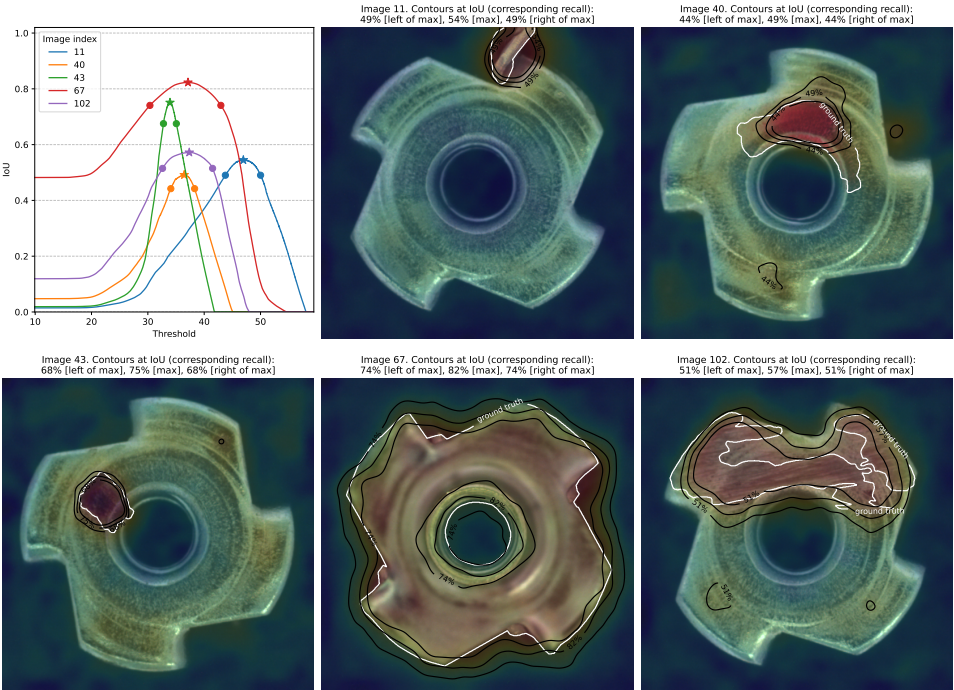 Image index
11
40
43
67
102
IoU
1.0
0.8
0.6
0.4
0.2
0.0
10
20
30
40
50
Threshold
Image 11. Contours at IoU (corresponding recall):
49% [left of max], 54% [max], 49% [right of max]
49%
Image 40. Contours at IoU (corresponding recall):
44% [left of max], 49% [max], 44% [right of max]
49%
ground truth
44%
Image 43. Contours at IoU (corresponding recall):
68% [left of max], 75% [max], 68% [right of max]
Image 67. Contours at IoU (corresponding recall):
74% [left of max], 82% [max], 74% [right of max]
ground truth
82%
74%
74%
82%
Image 102. Contours at IoU (corresponding recall):
51% [left of max], 57% [max], 51% [right of max]
ground truth
51%
ground truth
51%